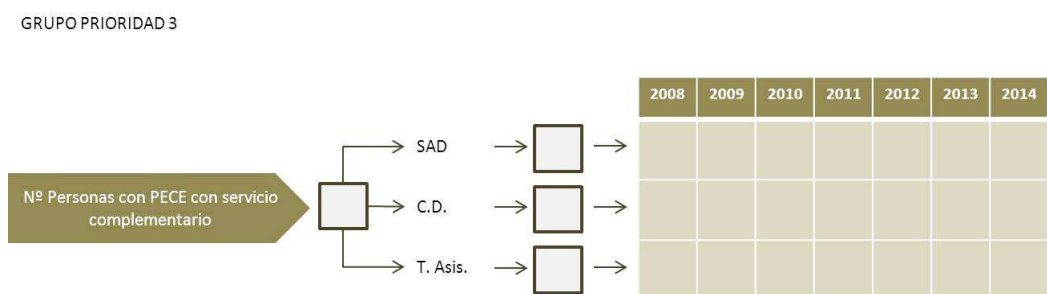 GRUPO PRIORIDAD 3
2008 2009 2010 2011 2012 2013 2014
SAD
Nº Personas con PECE con servicio
complementario
C.D.
T. Asis.